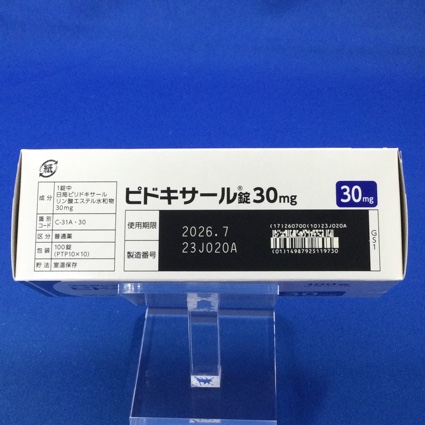 紙
成分
1錠中
日局ピリドキサール
リン酸エステル水和物
30mg
識別
コード
C-31A・30
区分
普通薬
包装
100錠
(PTP10×10)
貯法
室温保存
ピドキサール®錠30mg
30mg
使用期限
2026.7
製造番号
23J020A
(17)260700(10)23J020A
(01)14987925119730
GS1